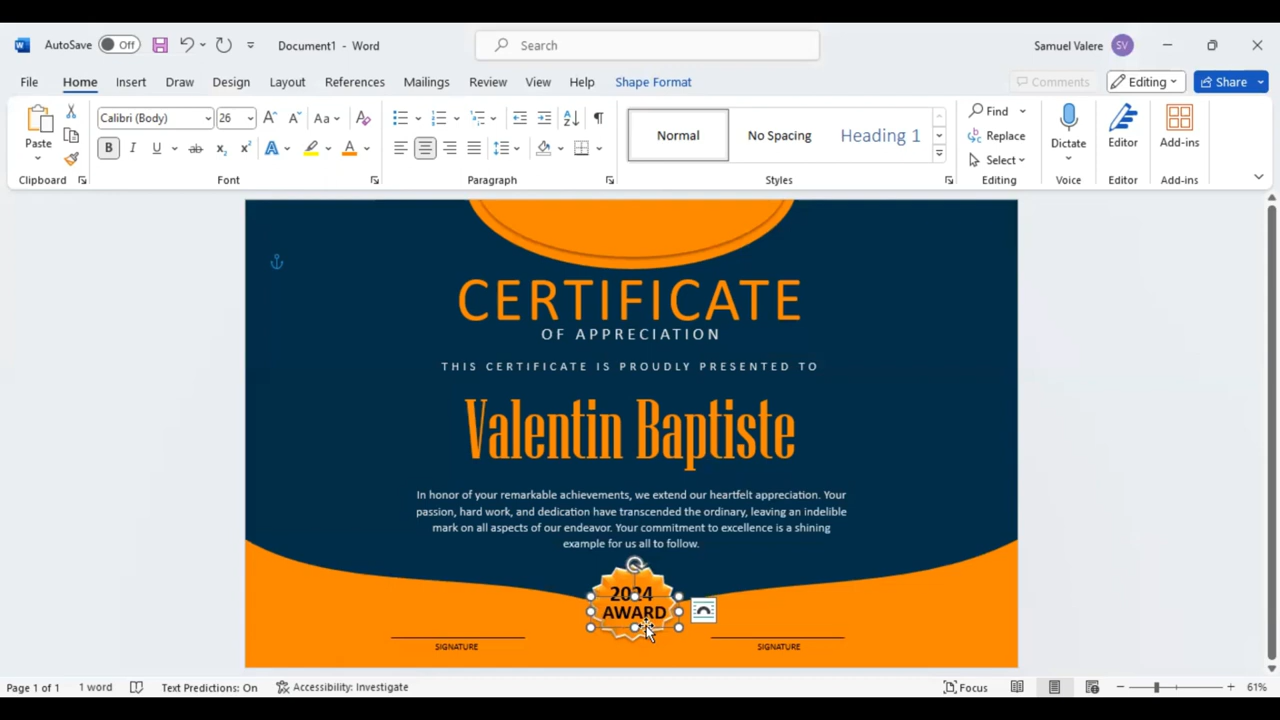 AutoSave Off Document1 - Word Search Samuel Valere SV
File Home Insert Draw Design Layout References Mailings Review View Help Shape Format Comments Editing Share
Paste Calibri (Body) 26 Normal No Spacing Heading 1 Find Replace Select Dictate Editor Add-ins
Clipboard Font Paragraph Styles Editing Voice Editor Add-ins
CERTIFICATE
OF APPRECIATION
THIS CERTIFICATE IS PROUDLY PRESENTED TO
Valentin Baptiste
In honor of your remarkable achievements, we extend our heartfelt appreciation. Your
passion, hard work, and dedication have transcended the ordinary, leaving an indelible
mark on all aspects of our endeavor. Your commitment to excellence is a shining
example for us all to follow.
2024
AWARD
SIGNATURE SIGNATURE
Page 1 of 1 1 word Text Predictions: On Accessibility: Investigate Focus 61%